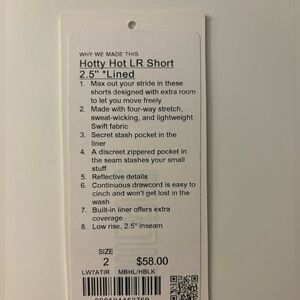 WHY WE MADE THIS
Hotty Hot LR Short
2.5" *Lined
1. Max out your stride in these
shorts designed with extra room
to let you move freely
2. Made with four-way stretch,
sweat-wicking, and lightweight
Swift fabric
3. Secret stash pocket in the
liner
4. A discreet zippered pocket in
the seam stashes your small
stuff
5. Reflective details
6. Continuous drawcord is easy to
cinch and won't get lost in the
wash
7. Built-in liner offers extra
coverage
8. Low rise, 2.5" inseam
SIZE
2 $58.00
LW7ATIR MBHL/HBLK